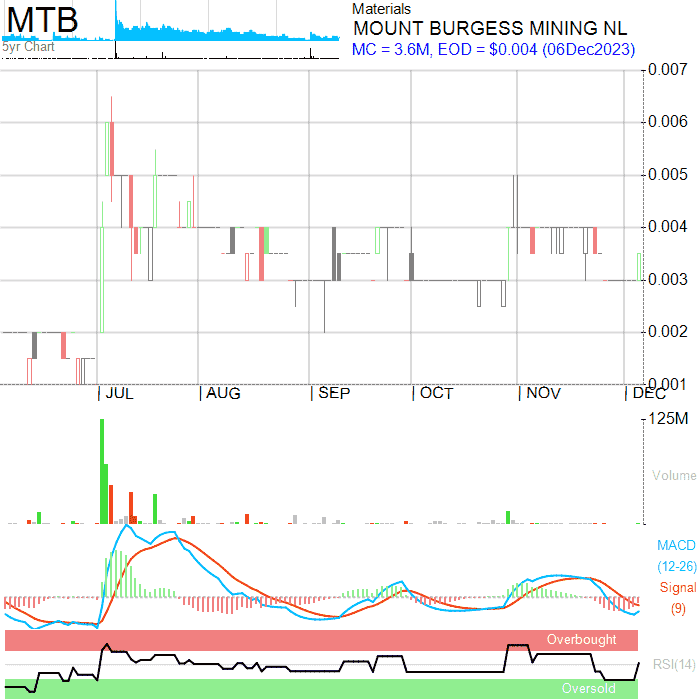 MTB
5yr Chart
Materials
MOUNT BURGESS MINING NL
MC = 3.6M, EOD = $0.004 (06Dec2023)
0.007
0.006
0.005
0.004
0.003
0.002
0.001
JUL
AUG
SEP
OCT
NOV
DEC
125M
Volume
MACD
(12-26)
Signal
(9)
Overbought
RSI(14)
Oversold